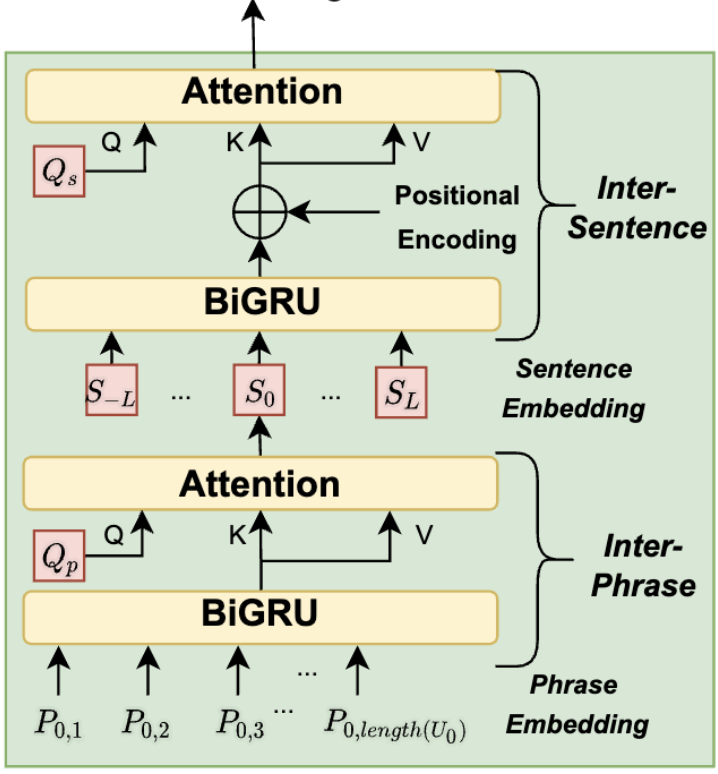 Attention
Q K V
Q_s
Positional
Encoding
Inter-
Sentence
BiGRU
S_{-L} ... S_0 ... S_L
Sentence
Embedding
Attention
Q K V
Q_p
Inter-
Phrase
BiGRU
...
P_{0,1} P_{0,2} P_{0,3} ... P_{0,length(U_0)}
Phrase
Embedding